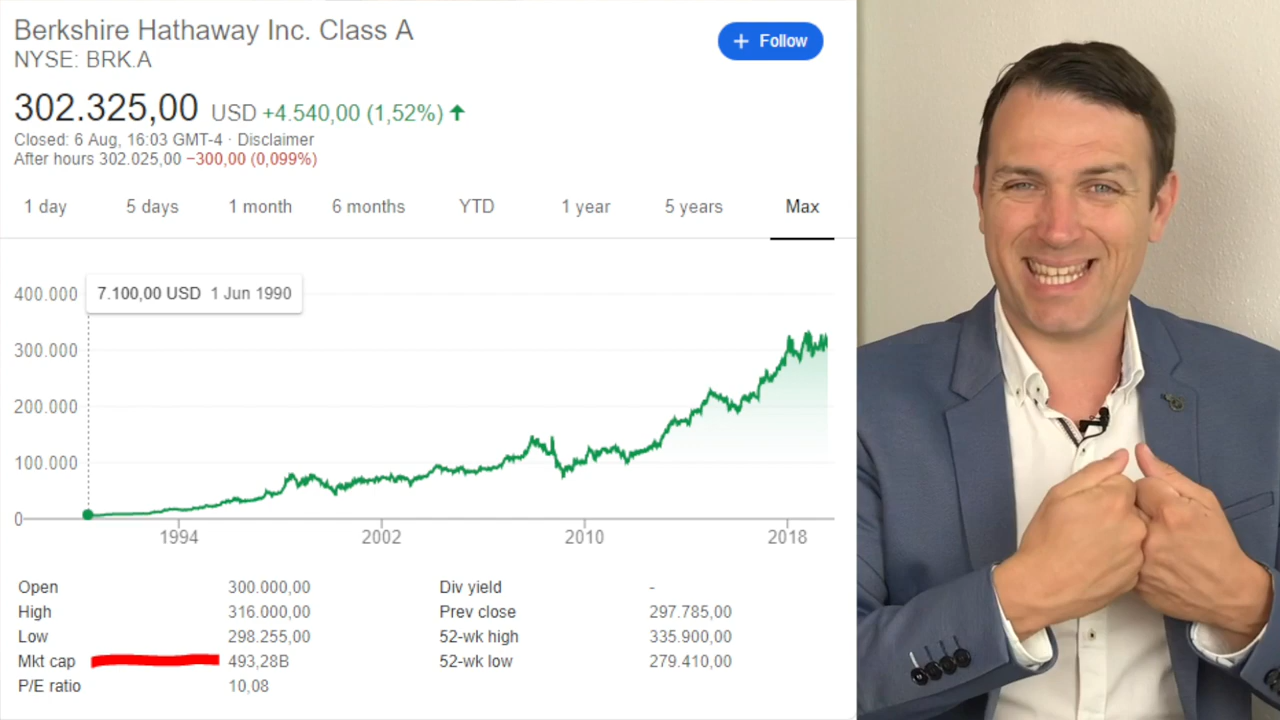 Berkshire Hathaway Inc. Class A
NYSE: BRK.A
+ Follow
302.325,00 USD +4.540,00 (1,52%)
Closed: 6 Aug, 16:03 GMT-4 · Disclaimer
After hours 302.025,00 −300,00 (0,099%)
1 day 5 days 1 month 6 months YTD 1 year 5 years Max
7.100,00 USD 1 Jun 1990
400.000
300.000
200.000
100.000
0
1994 2002 2010 2018
Open 300.000,00 Div yield -
High 316.000,00 Prev close 297.785,00
Low 298.255,00 52-wk high 335.900,00
Mkt cap 493,28B 52-wk low 279.410,00
P/E ratio 10,08